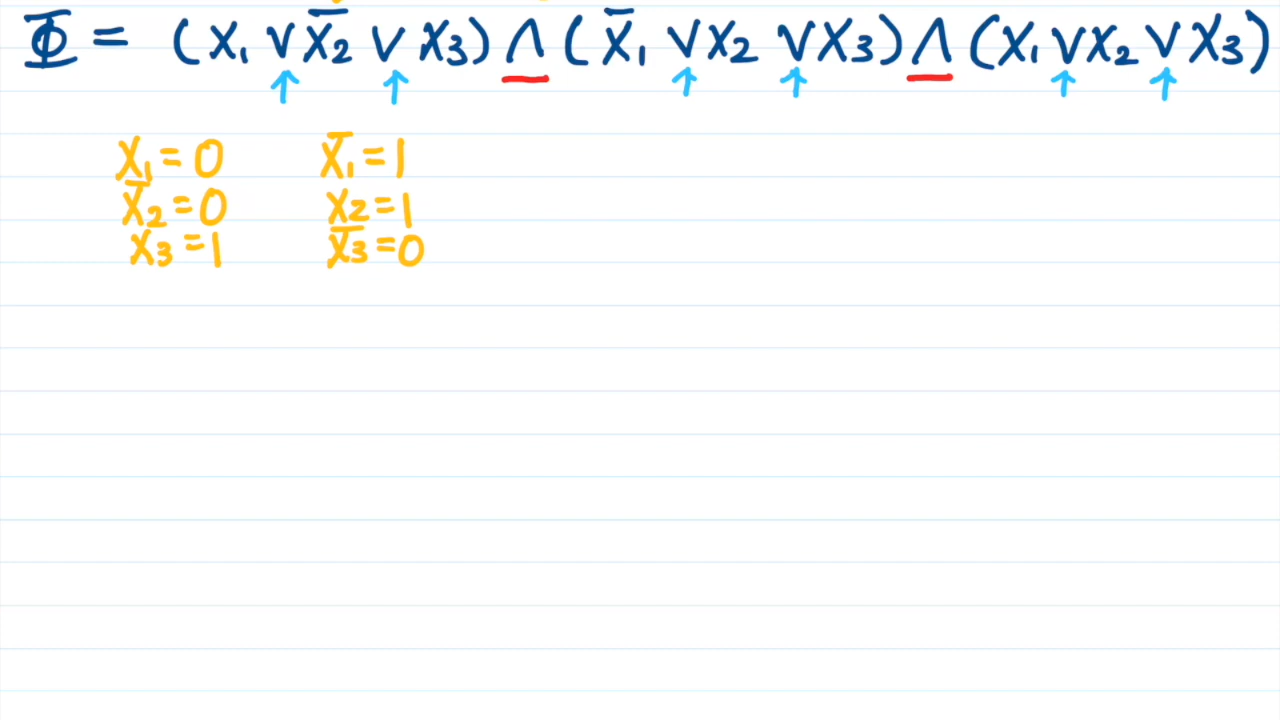 Φ = (x₁ ∨ x̅₂ ∨ x₃) ∧ (x̅₁ ∨ x₂ ∨ x₃) ∧ (x₁ ∨ x₂ ∨ x₃)
x₁ = 0 x̅₁ = 1
x̅₂ = 0 x₂ = 1
x₃ = 1 x̅₃ = 0